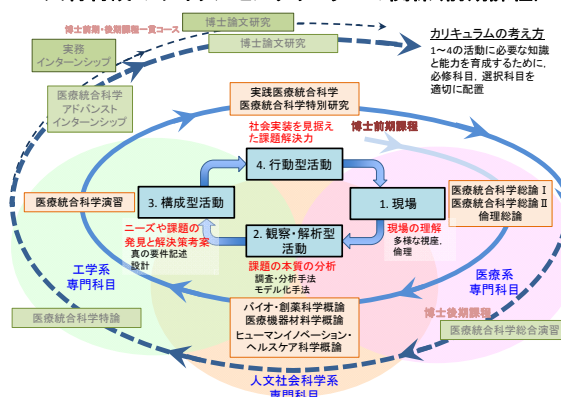 博士前期・後期課程一貫コース
博士論文研究
博士論文研究
実務
インターンシップ
医療統合科学
アドバンスト
インターンシップ
カリキュラムの考え方
1～4の活動に必要な知識
と能力を育成するために,
必修科目, 選択科目を
適切に配置
実践医療統合科学
医療統合科学特別研究
社会実装を見据え
た課題解決力
博士前期課程
4. 行動型活動
医療統合科学演習
3. 構成型活動
1. 現場
医療統合科学総論Ⅰ
医療統合科学総論Ⅱ
倫理総論
2. 観察・解析型
活動
ニーズや課題の
発見と解決策考案
真の要件記述
設計
現場の理解
多様な視座,
倫理
課題の本質の分析
調査・分析手法
モデル化手法
工学系
専門科目
医療系
専門科目
バイオ・創薬科学概論
医療機器材料学概論
ヒューマンイノベーション・
ヘルスケア科学概論
医療統合科学特論
博士後期課程
医療統合科学総合演習
人文社会科学系
専門科目